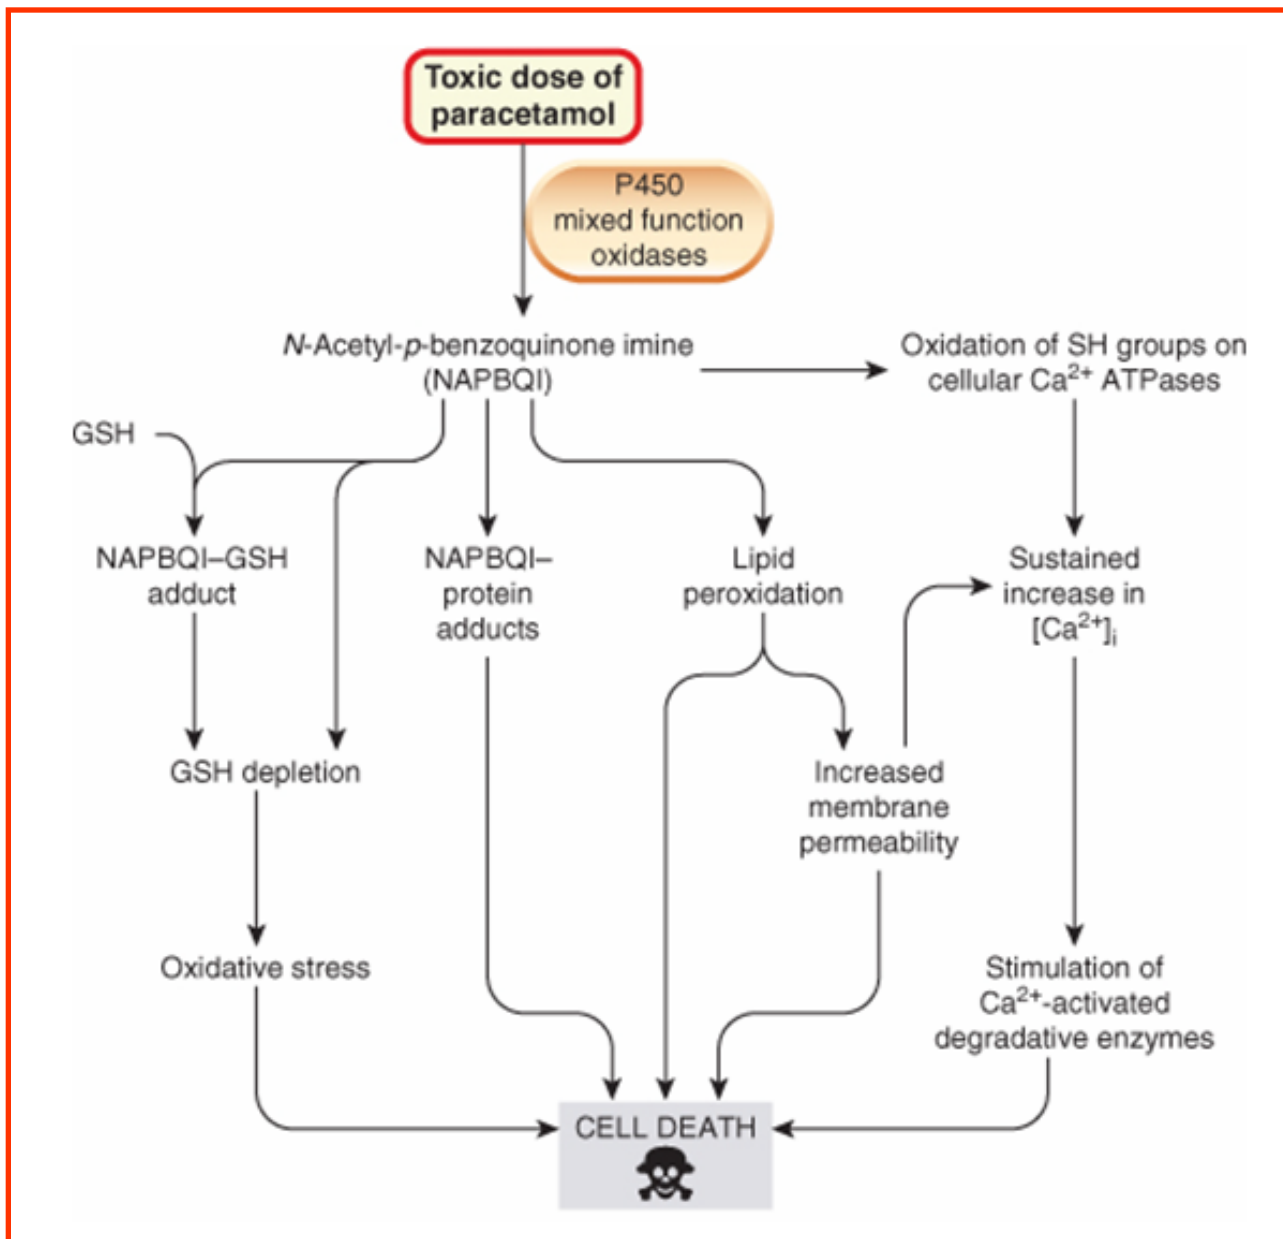 Toxic dose of
paracetamol
P450
mixed function
oxidases
N-Acetyl-p-benzoquinone imine
(NAPBQI)
Oxidation of SH groups on
cellular Ca²⁺ ATPases
GSH
NAPBQI–GSH
adduct
NAPBQI–
protein
adducts
Lipid
peroxidation
Sustained
increase in
[Ca²⁺]ᵢ
GSH depletion
Increased
membrane
permeability
Oxidative stress
Stimulation of
Ca²⁺-activated
degradative enzymes
CELL DEATH